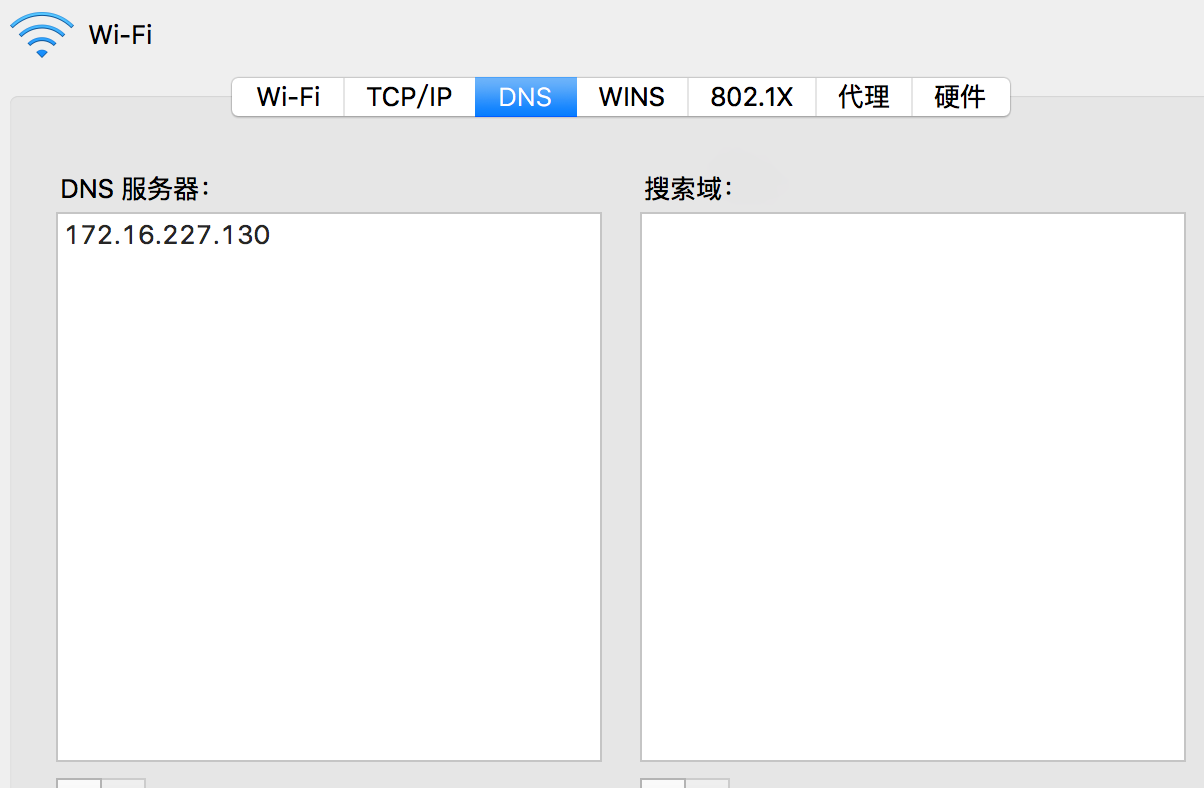 Wi-Fi
Wi-Fi TCP/IP DNS WINS 802.1X 代理 硬件
DNS 服务器：
搜索域：
172.16.227.130